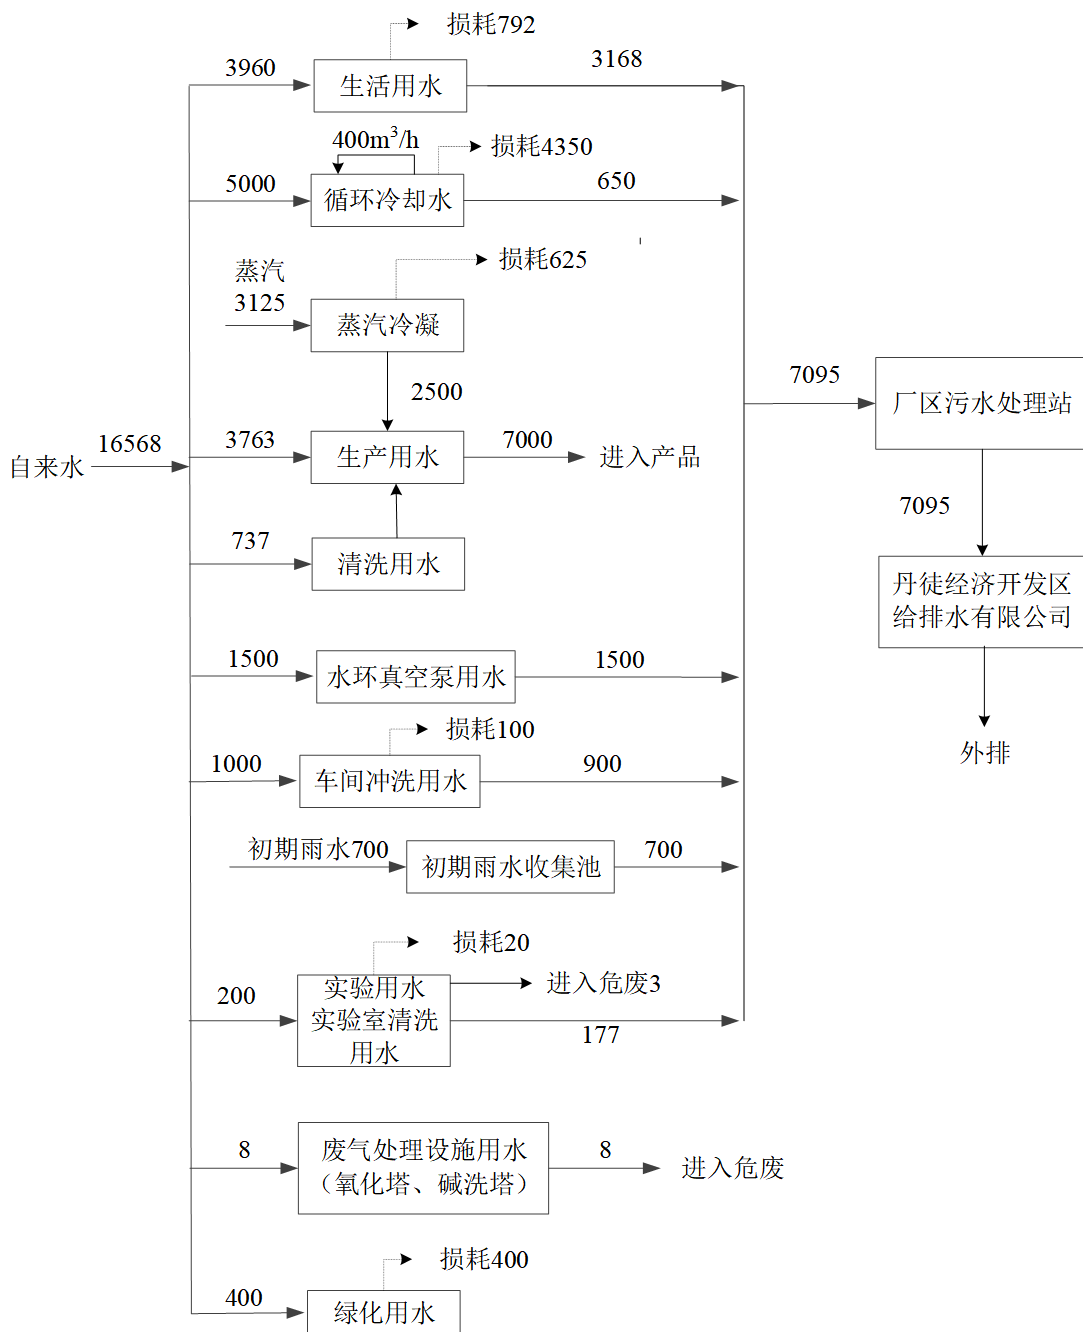 损耗792
3960
生活用水
3168
400m³/h
损耗4350
5000
循环冷却水
650
蒸汽
3125
损耗625
蒸汽冷凝
2500
7095
厂区污水处理站
自来水
16568
3763
生产用水
7000
进入产品
7095
737
清洗用水
丹徒经济开发区
给排水有限公司
1500
水环真空泵用水
1500
外排
损耗100
1000
车间冲洗用水
900
初期雨水700
初期雨水收集池
700
损耗20
200
实验用水
实验室清洗
用水
进入危废3
177
8
废气处理设施用水
（氧化塔、碱洗塔）
8
进入危废
损耗400
400
绿化用水